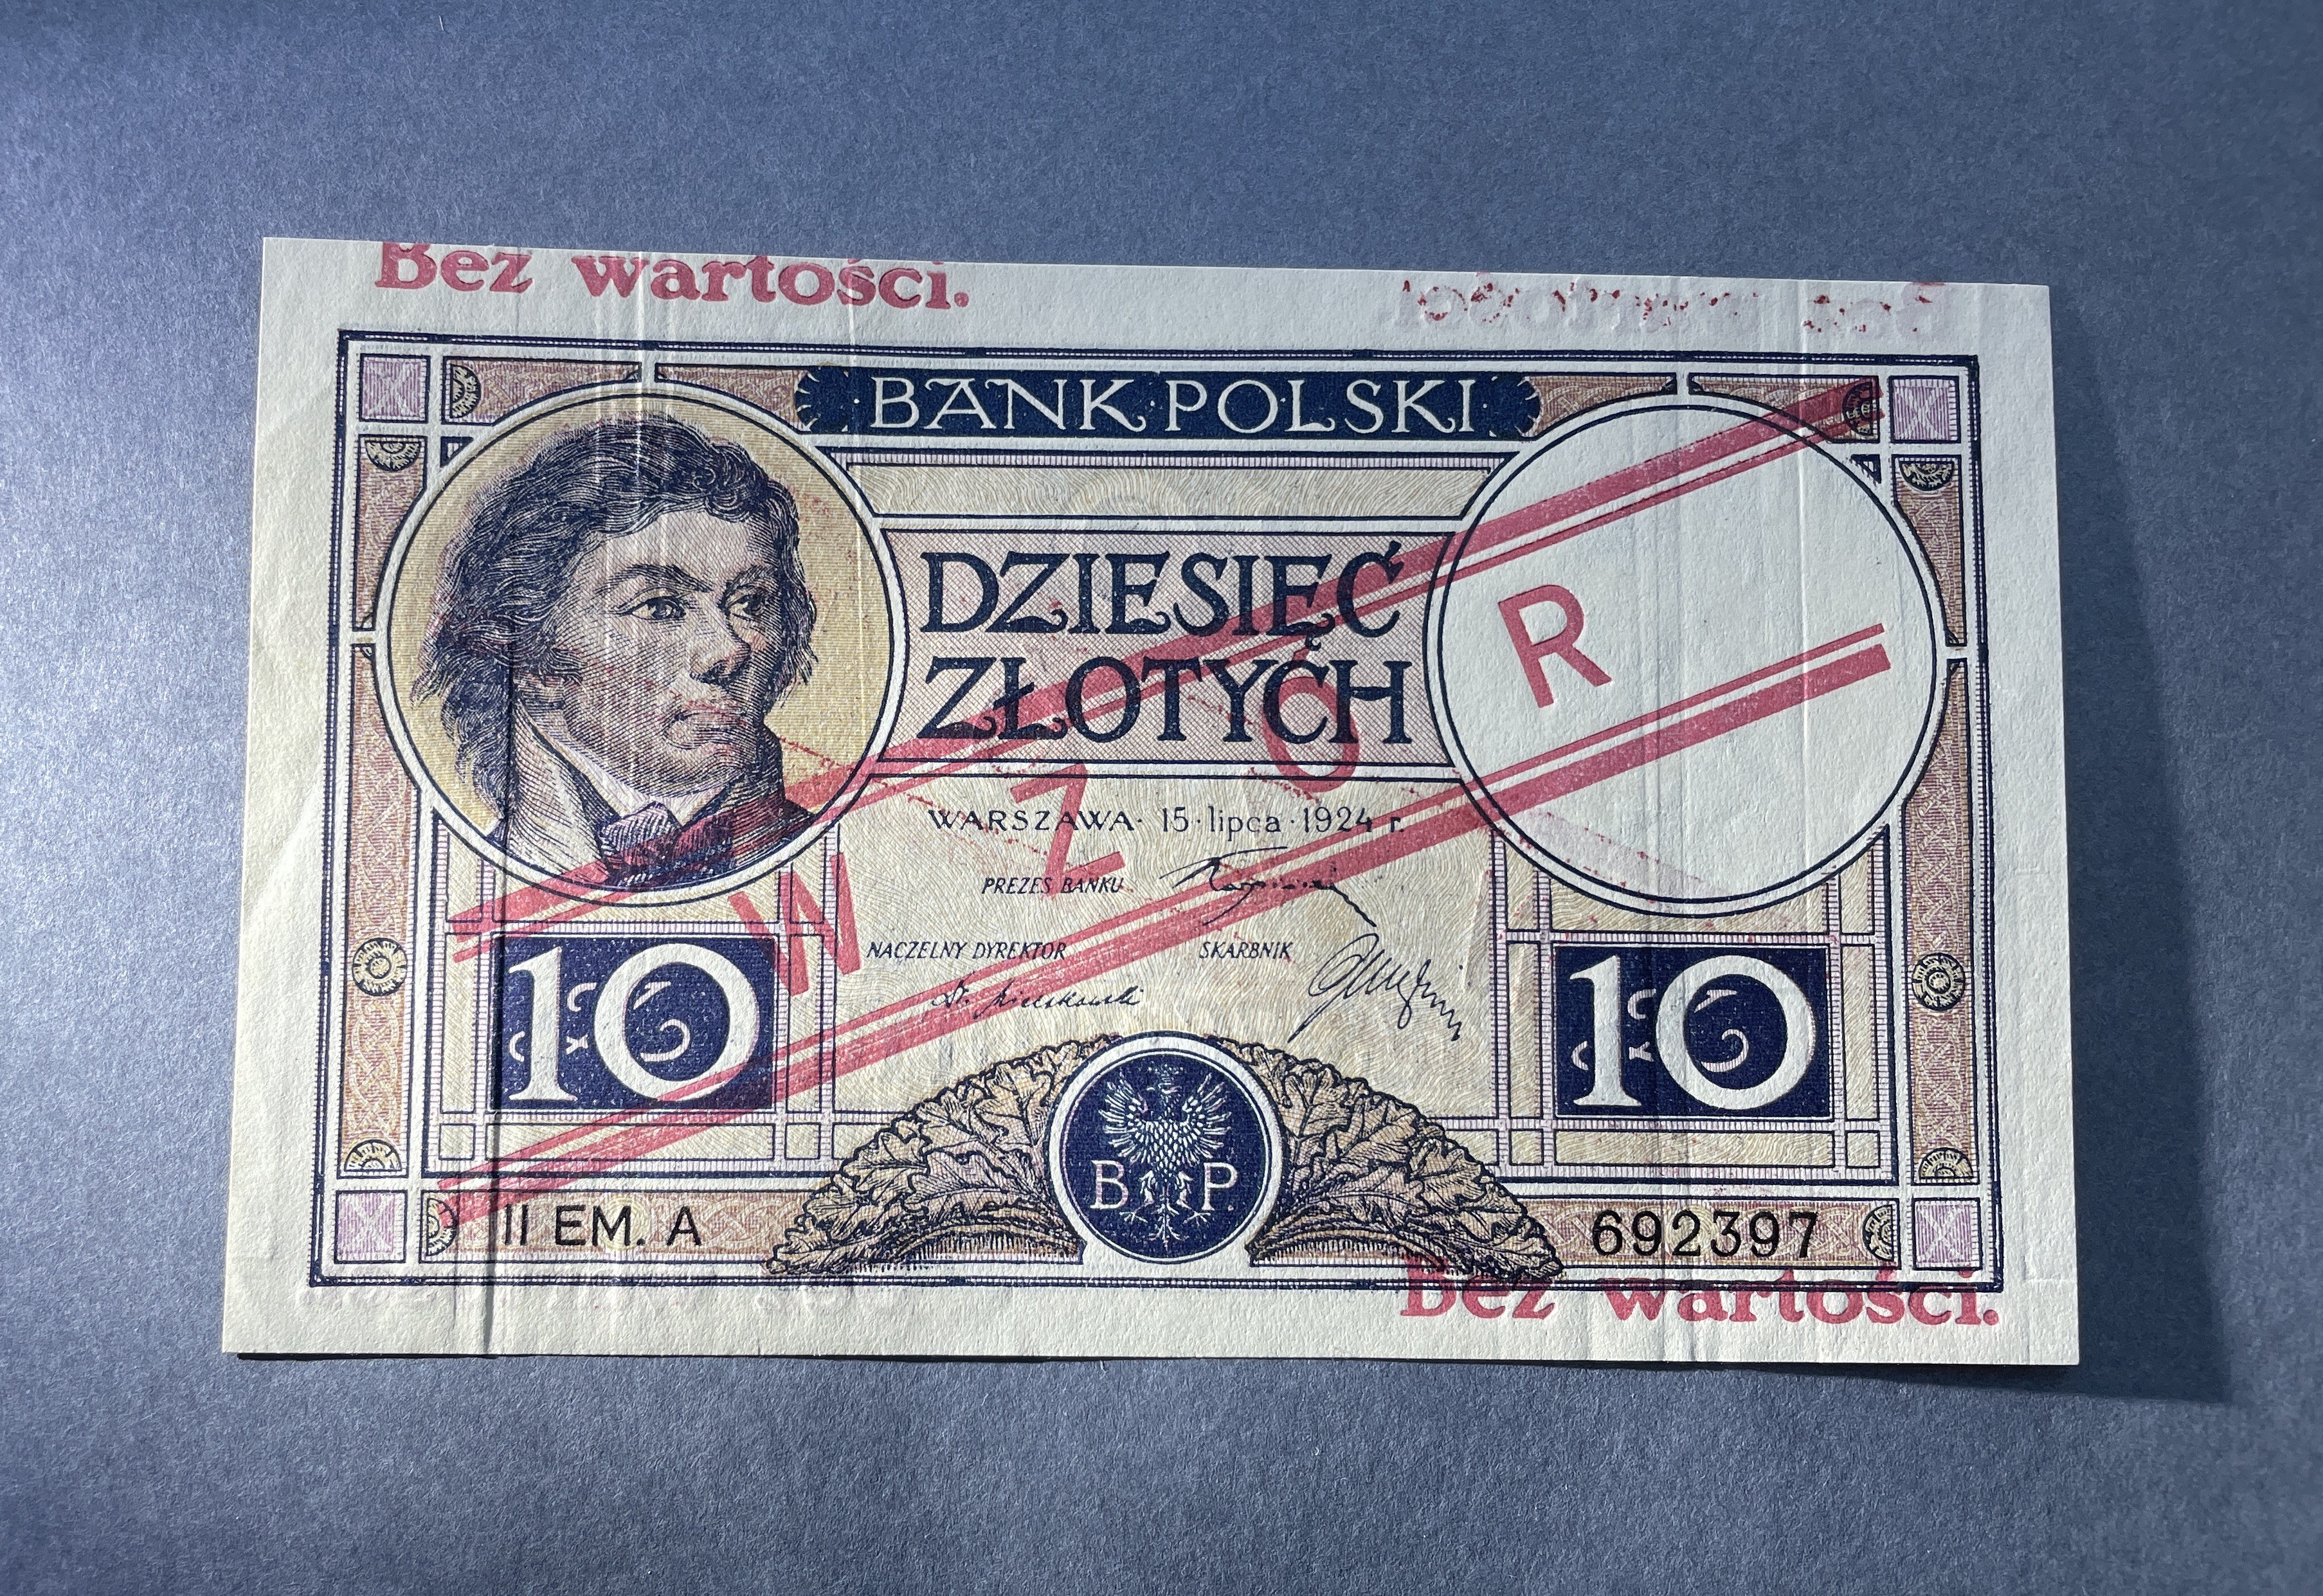 Bez wartości.
BANK POLSKI
DZIESIĘĆ
ZŁOTYCH
WZÓR
WARSZAWA · 15 · lipca · 1924 r.
PREZES BANKU
NACZELNY DYREKTOR
SKARBNIK
10
10
B P
II EM. A
692397
Bez wartości.